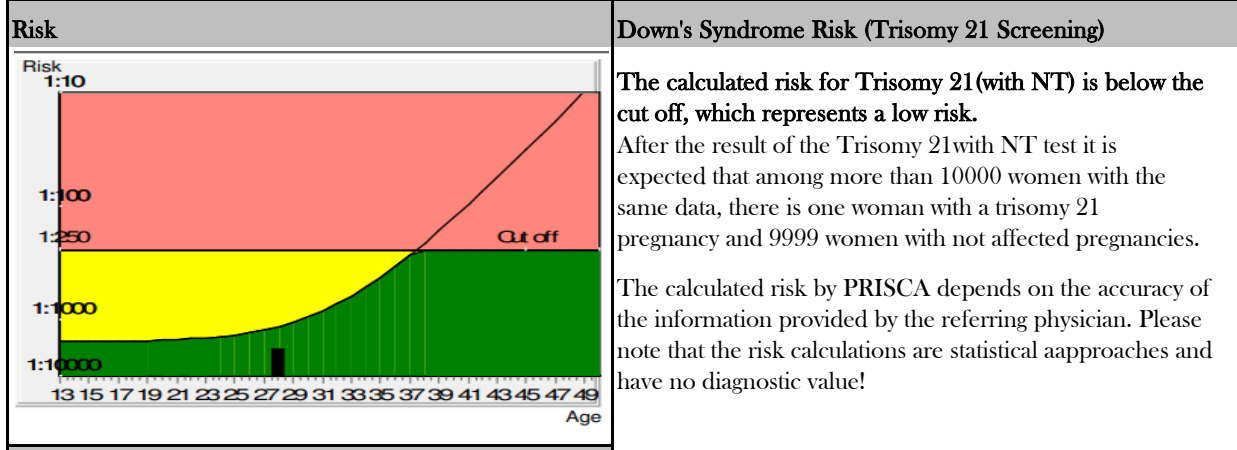 Risk
Risk
1:10
1:100
1:250
Cut off
1:1000
1:10000
13 15 17 19 21 23 25 27 29 31 33 35 37 39 41 43 45 47 49
Age
Down's Syndrome Risk (Trisomy 21 Screening)
The calculated risk for Trisomy 21(with NT) is below the
cut off, which represents a low risk.
After the result of the Trisomy 21with NT test it is
expected that among more than 10000 women with the
same data, there is one woman with a trisomy 21
pregnancy and 9999 women with not affected pregnancies.
The calculated risk by PRISCA depends on the accuracy of
the information provided by the referring physician. Please
note that the risk calculations are statistical aapproaches and
have no diagnostic value!